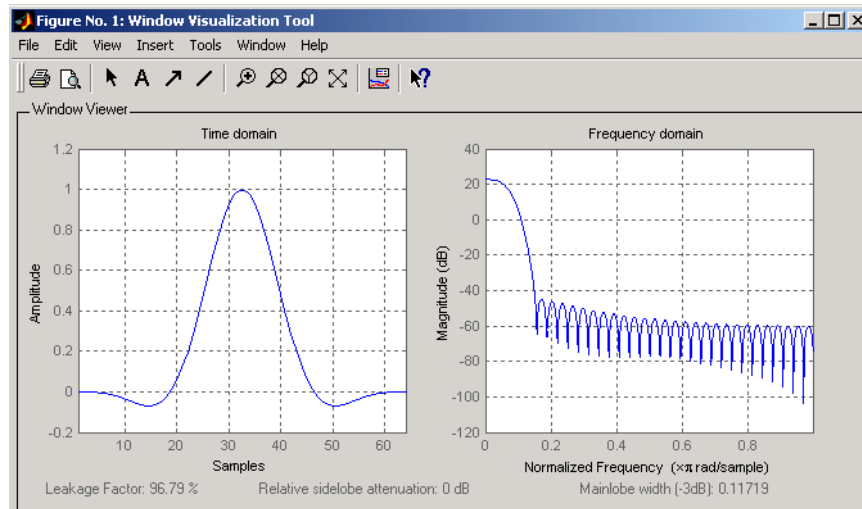 Figure No. 1: Window Visualization Tool
File Edit View Insert Tools Window Help
A
?
Window Viewer
Time domain
1.2
1
0.8
0.6
0.4
0.2
0
-0.2
10 20 30 40 50 60
Amplitude
Samples
Frequency domain
40
20
0
-20
-40
-60
-80
-100
-120
0 0.2 0.4 0.6 0.8
Magnitude (dB)
Normalized Frequency (×π rad/sample)
Leakage Factor: 96.79 % Relative sidelobe attenuation: 0 dB Mainlobe width (-3dB): 0.11719